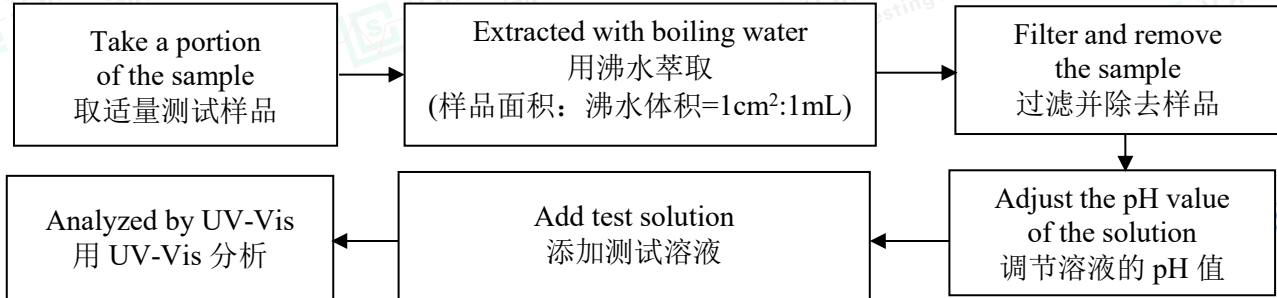 Take a portion
of the sample
取适量测试样品
Extracted with boiling water
用沸水萃取
(样品面积：沸水体积=1cm²:1mL)
Filter and remove
the sample
过滤并除去样品
Adjust the pH value
of the solution
调节溶液的 pH 值
Add test solution
添加测试溶液
Analyzed by UV-Vis
用 UV-Vis 分析